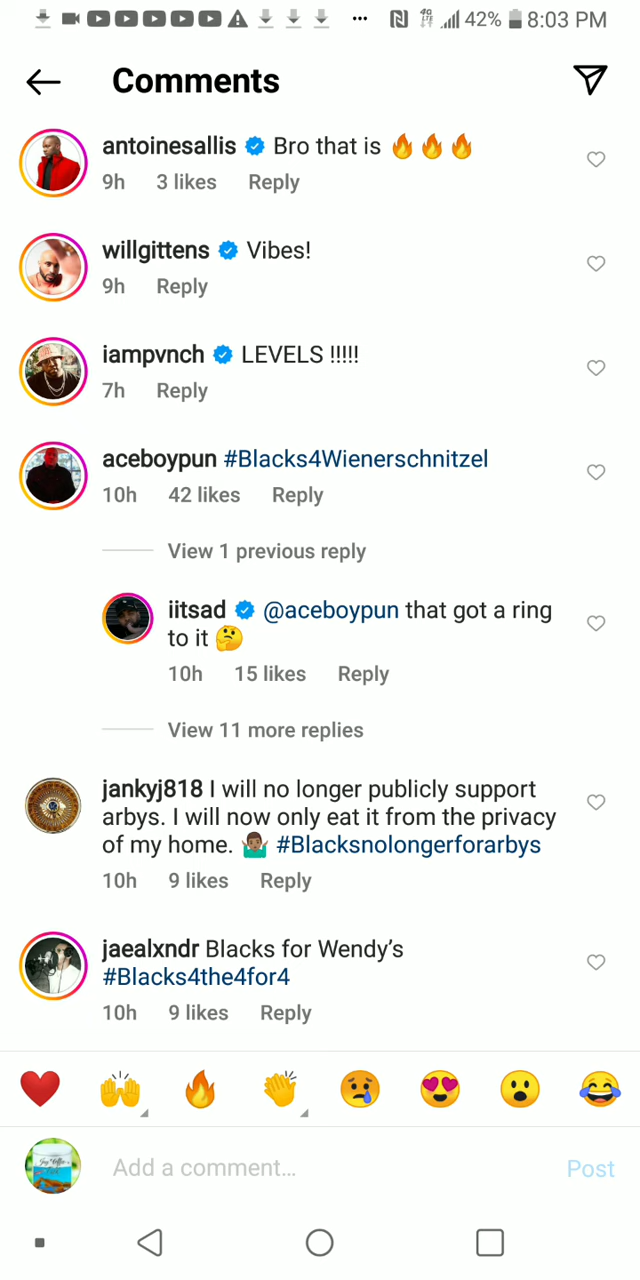 4G LTE 42% 8:03 PM
Comments
antoinesallis Bro that is 🔥🔥🔥
9h 3 likes Reply
willgittens Vibes!
9h Reply
iampvnch LEVELS !!!!!
7h Reply
aceboypun #Blacks4Wienerschnitzel
10h 42 likes Reply
View 1 previous reply
iitsad @aceboypun that got a ring
to it 🤔
10h 15 likes Reply
View 11 more replies
jankyj818 I will no longer publicly support
arbys. I will now only eat it from the privacy
of my home. 🤷🏽‍♂️ #Blacksnolongerforarbys
10h 9 likes Reply
jaealxndr Blacks for Wendy's
#Blacks4the4for4
10h 9 likes Reply
Add a comment... Post